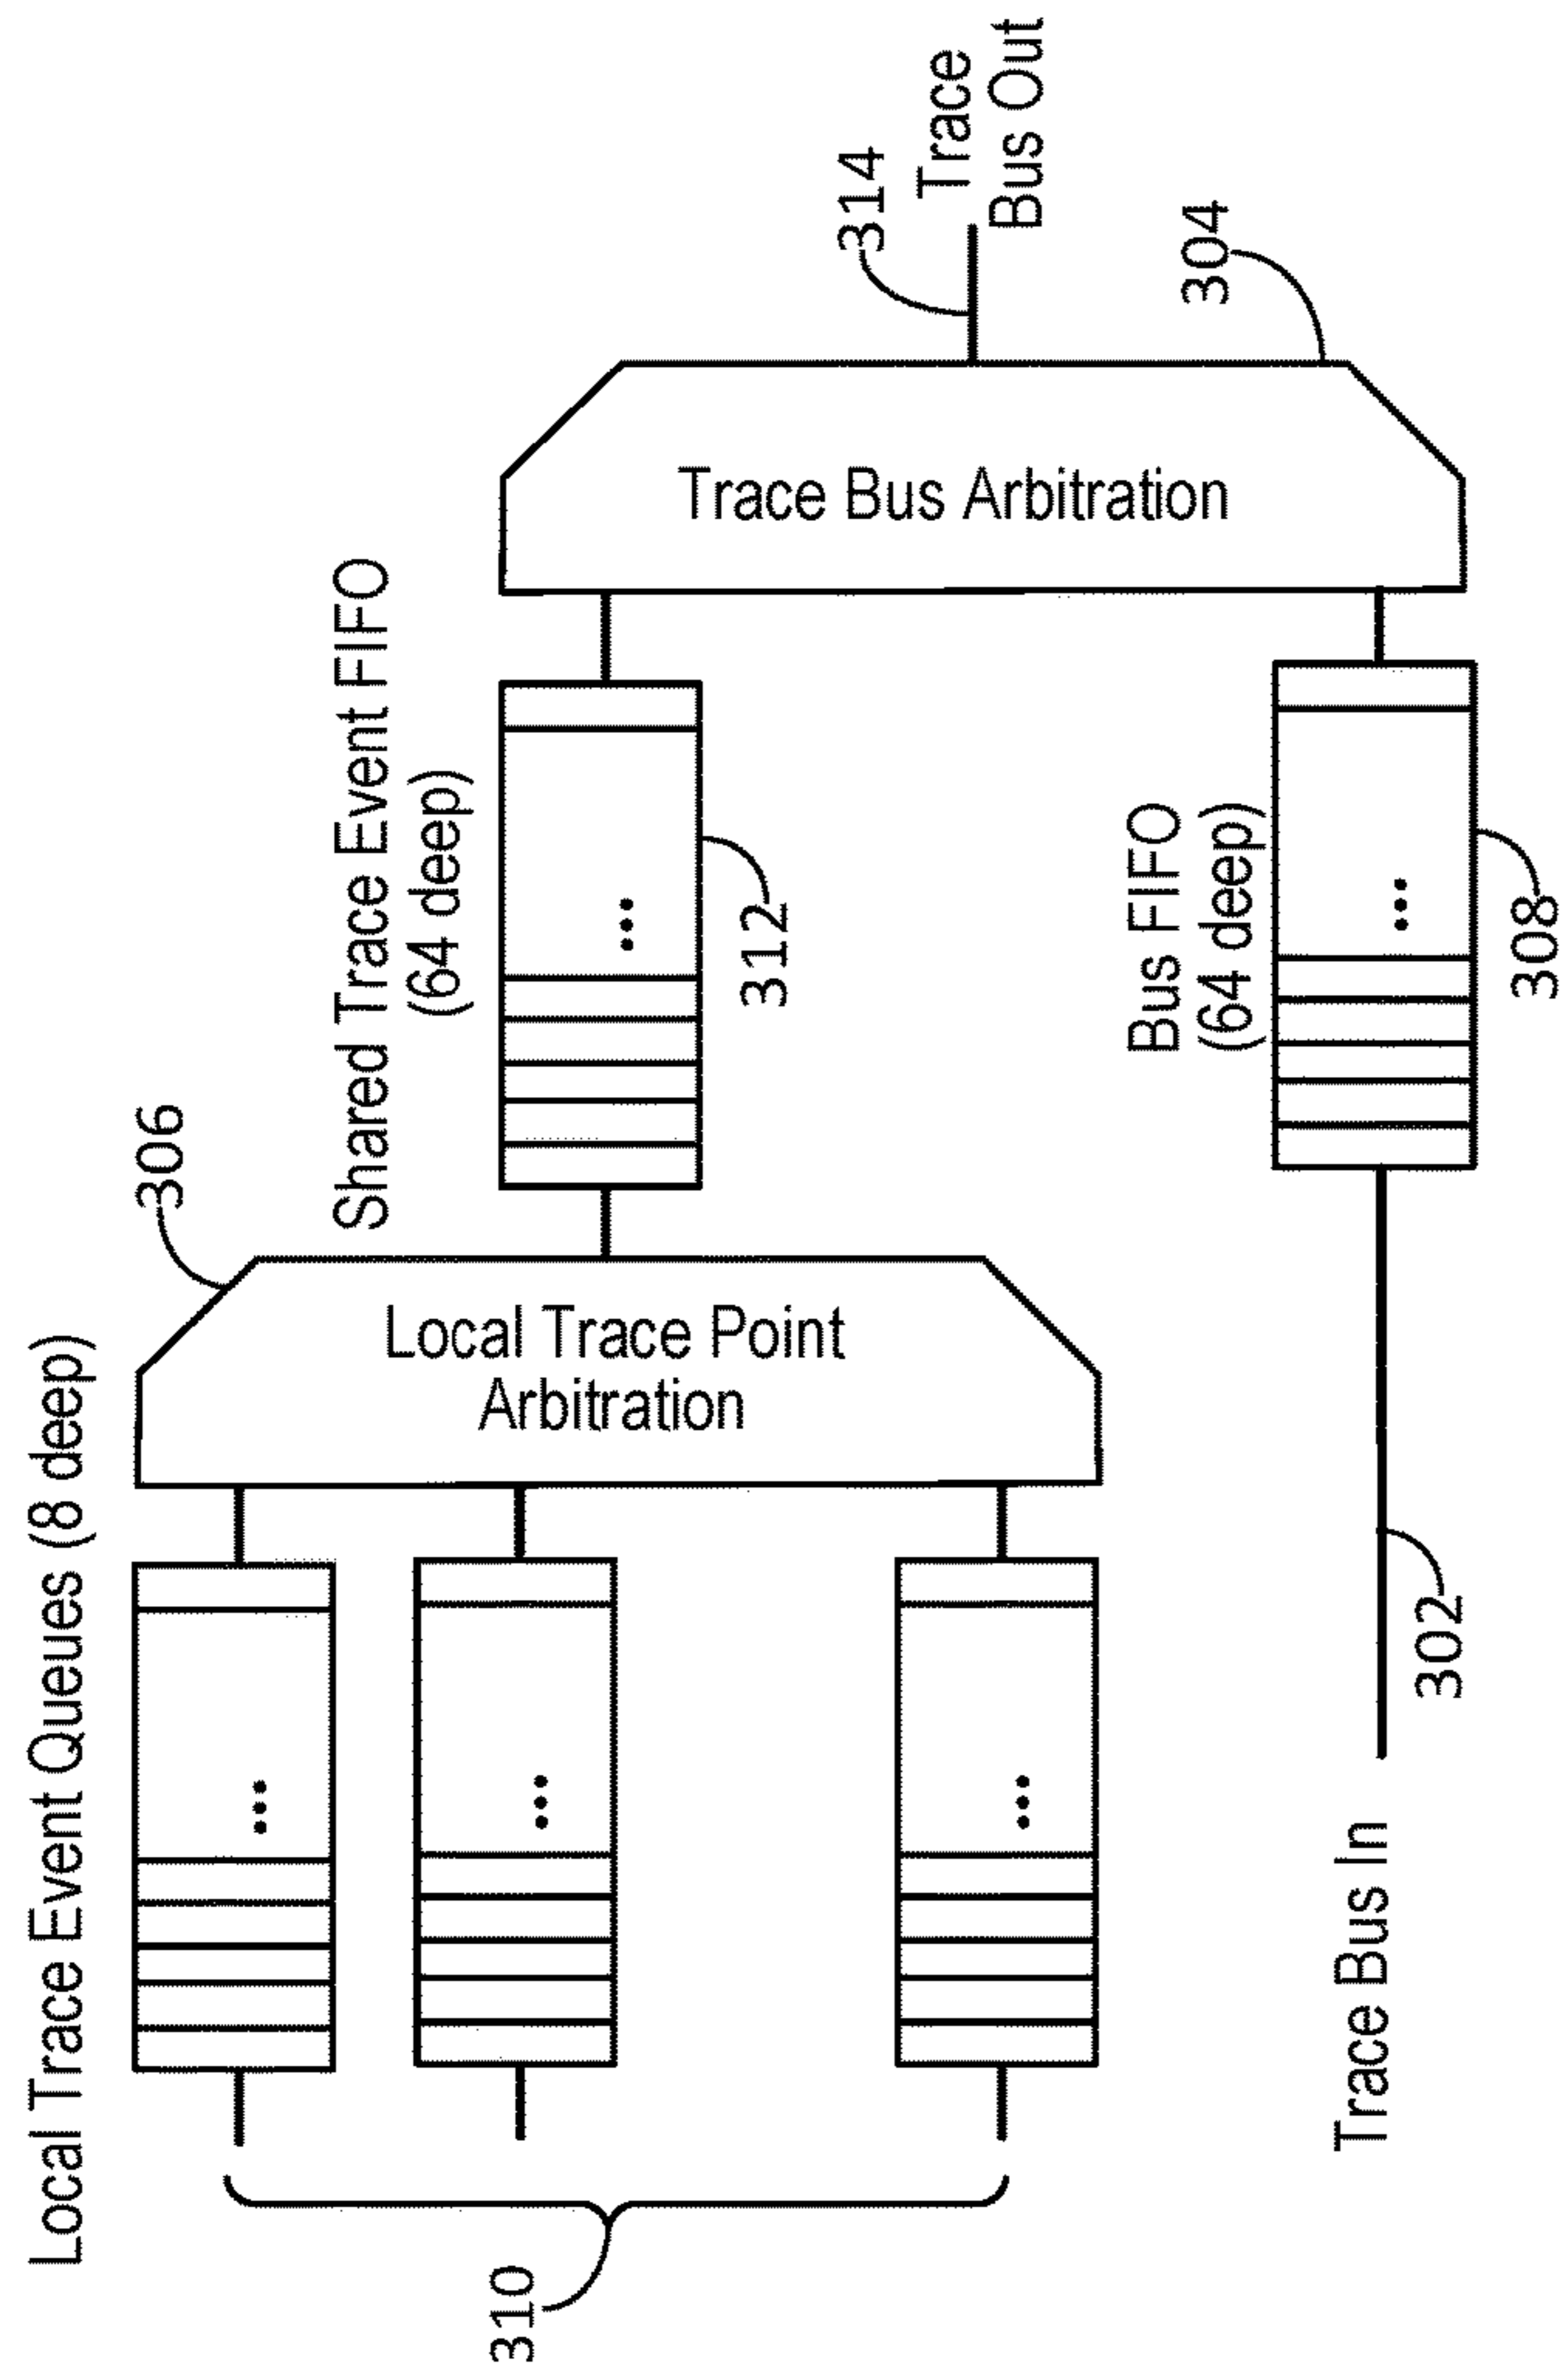 Local Trace Event Queues (8 deep)
310
306
Local Trace Point
Arbitration
Shared Trace Event FIFO
(64 deep)
312
Trace Bus Arbitration
314
Trace
Bus Out
304
Bus FIFO
(64 deep)
308
Trace Bus In
302